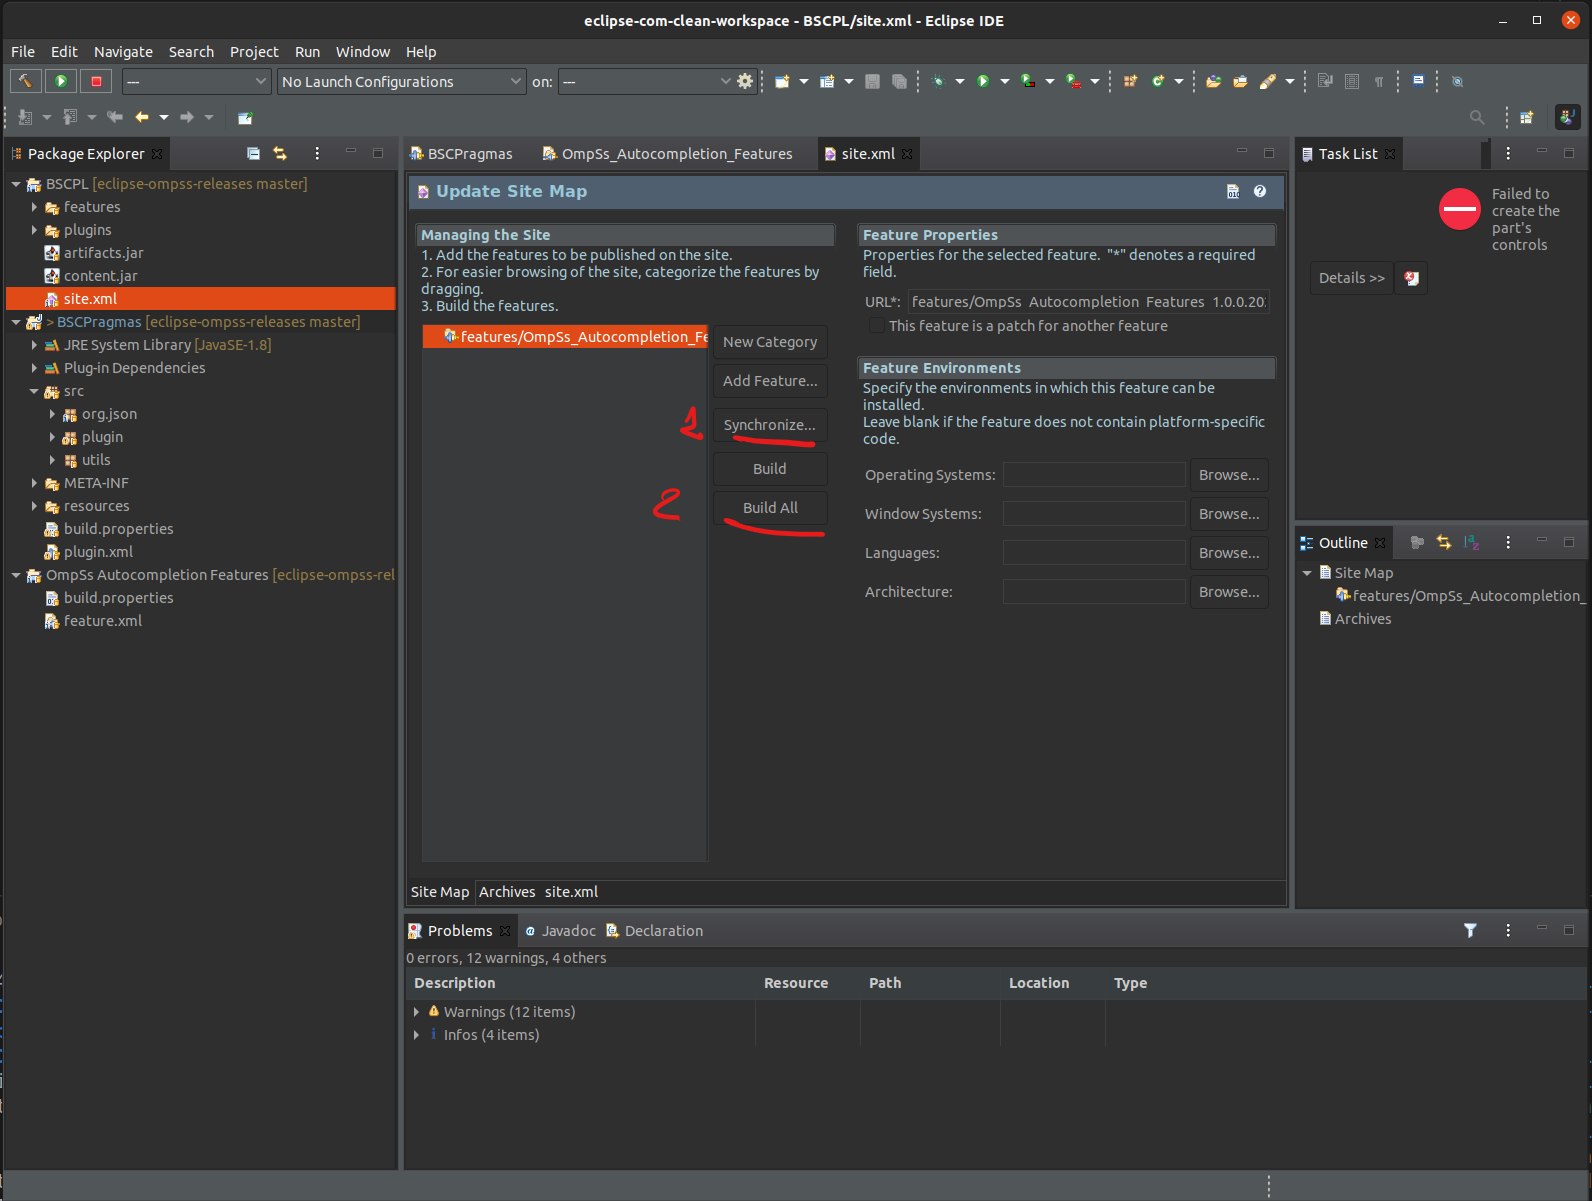 eclipse-com-clean-workspace - BSCPL/site.xml - Eclipse IDE
File Edit Navigate Search Project Run Window Help
--- No Launch Configurations on: ---
Package Explorer
BSCPL [eclipse-ompss-releases master]
features
plugins
artifacts.jar
content.jar
site.xml
> BSCPragmas [eclipse-ompss-releases master]
JRE System Library [JavaSE-1.8]
Plug-in Dependencies
src
org.json
plugin
utils
META-INF
resources
build.properties
plugin.xml
OmpSs Autocompletion Features [eclipse-ompss-rel
build.properties
feature.xml
BSCPragmas OmpSs_Autocompletion_Features site.xml
Update Site Map
Managing the Site
1. Add the features to be published on the site.
2. For easier browsing of the site, categorize the features by
dragging.
3. Build the features.
features/OmpSs_Autocompletion_Fe
New Category
Add Feature...
1 Synchronize...
Build
2 Build All
Feature Properties
Properties for the selected feature. "*" denotes a required
field.
URL*: features/OmpSs_Autocompletion_Features_1.0.0.20
This feature is a patch for another feature
Feature Environments
Specify the environments in which this feature can be
installed.
Leave blank if the feature does not contain platform-specific
code.
Operating Systems: Browse...
Window Systems: Browse...
Languages: Browse...
Architecture: Browse...
Site Map Archives site.xml
Task List
Failed to
create the
part's
controls
Details >>
Outline
Site Map
features/OmpSs_Autocompletion_
Archives
Problems Javadoc Declaration
0 errors, 12 warnings, 4 others
Description Resource Path Location Type
Warnings (12 items)
Infos (4 items)